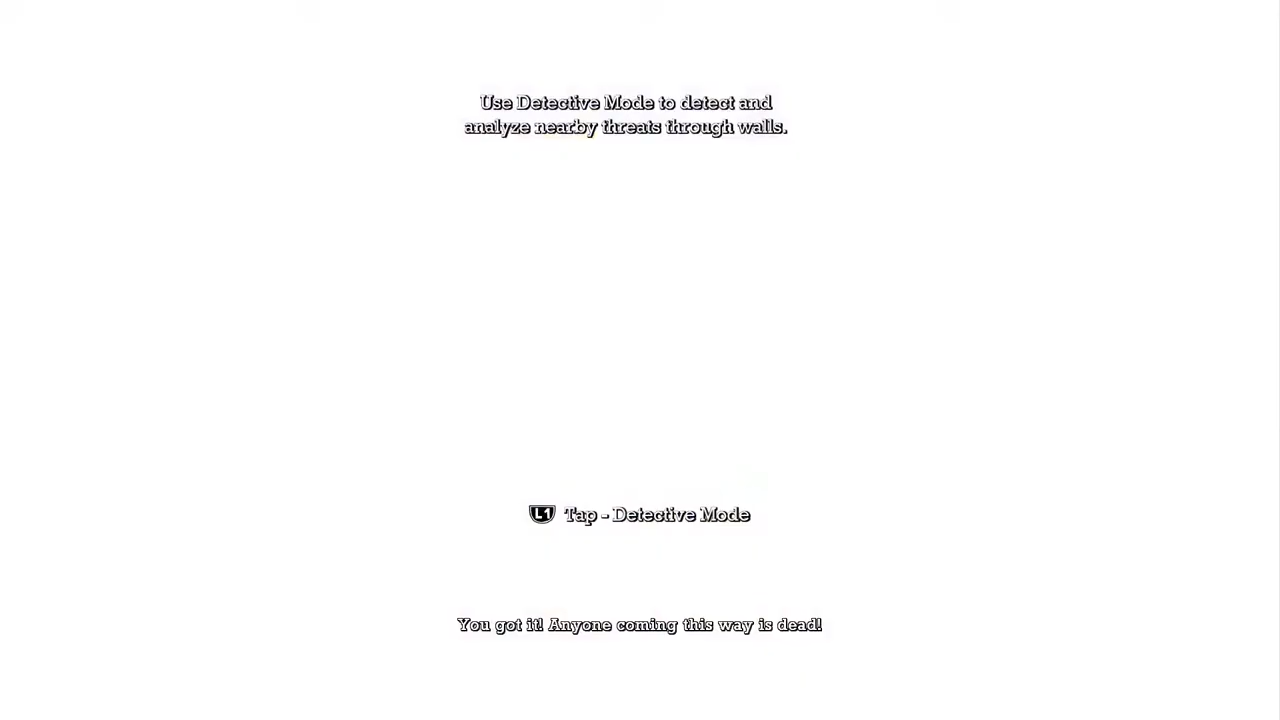 Use Detective Mode to detect and
analyze nearby threats through walls.
L1 Tap - Detective Mode
You got it! Anyone coming this way is dead!